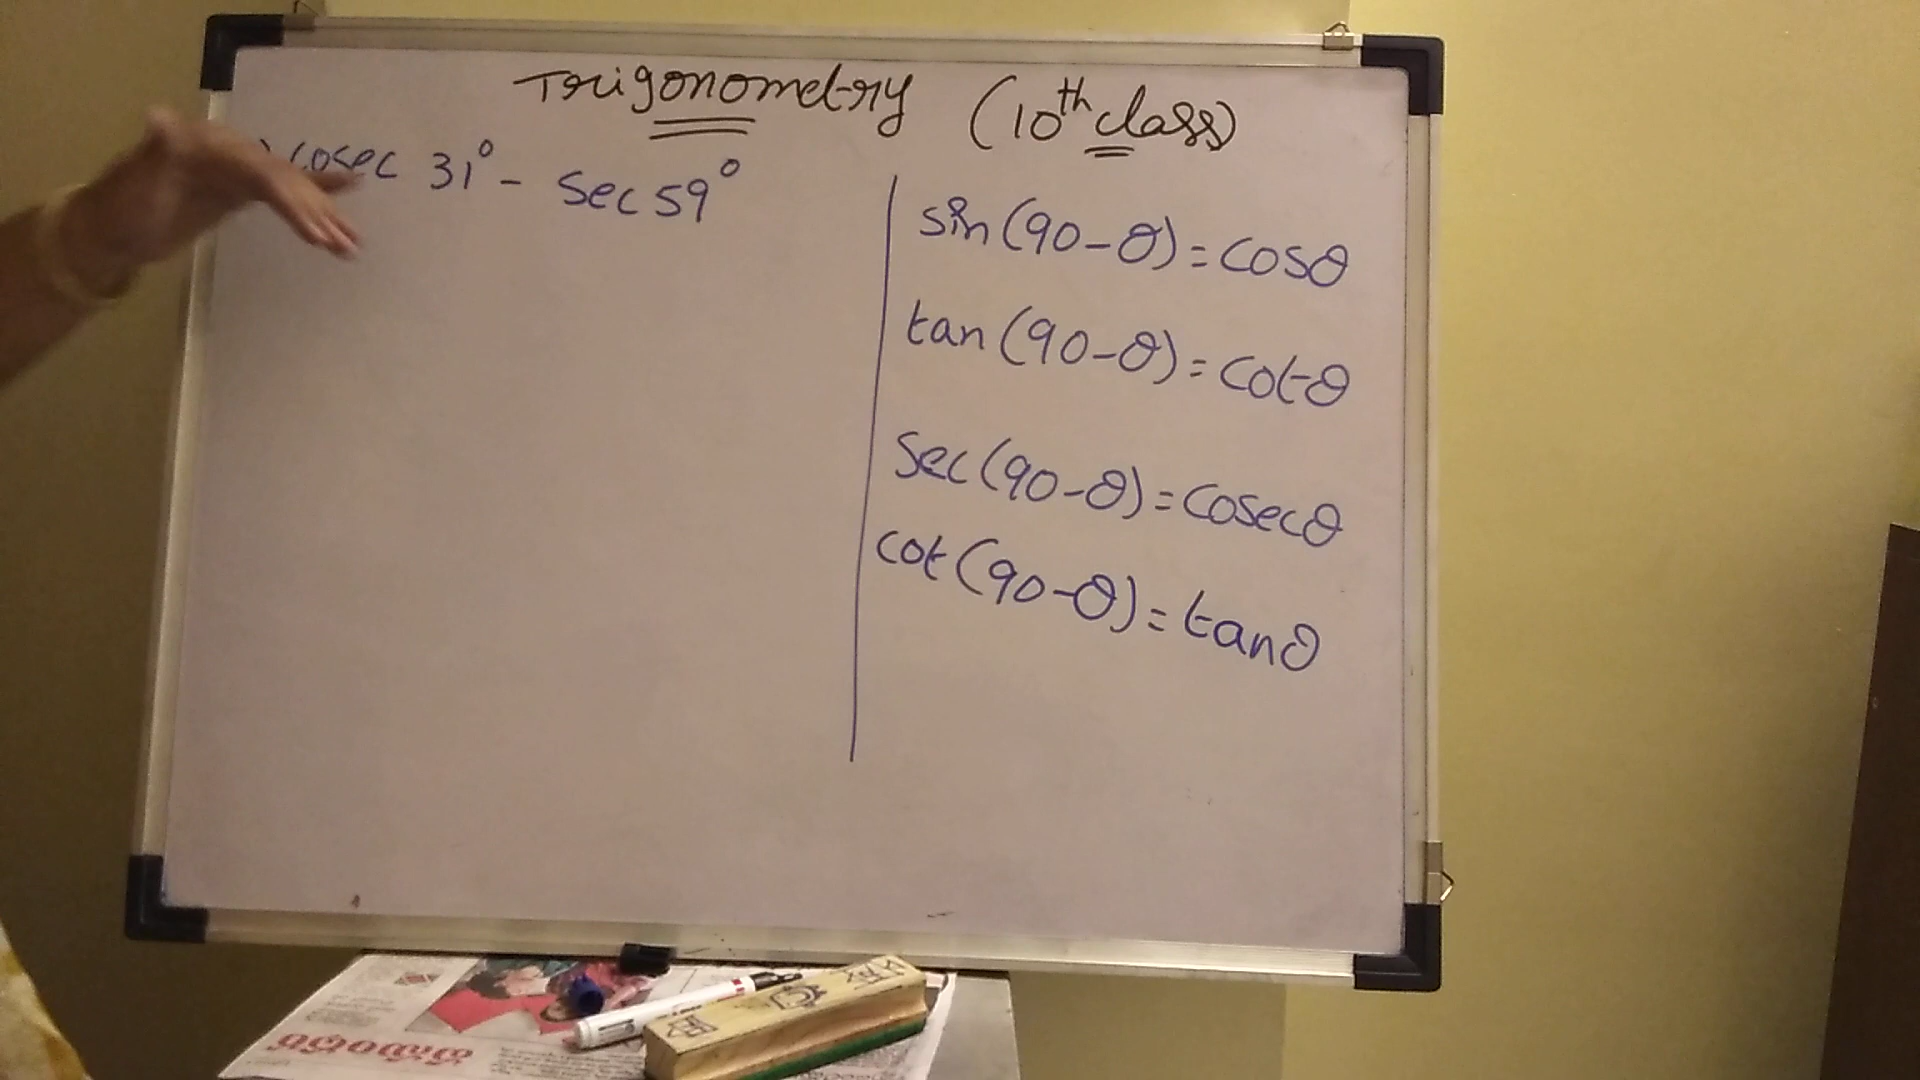 Trigonometry (10th class)
) cosec 31° - sec 59°
sin(90-θ)=cosθ
tan(90-θ)=cotθ
sec(90-θ)=cosecθ
cot(90-θ)=tanθ